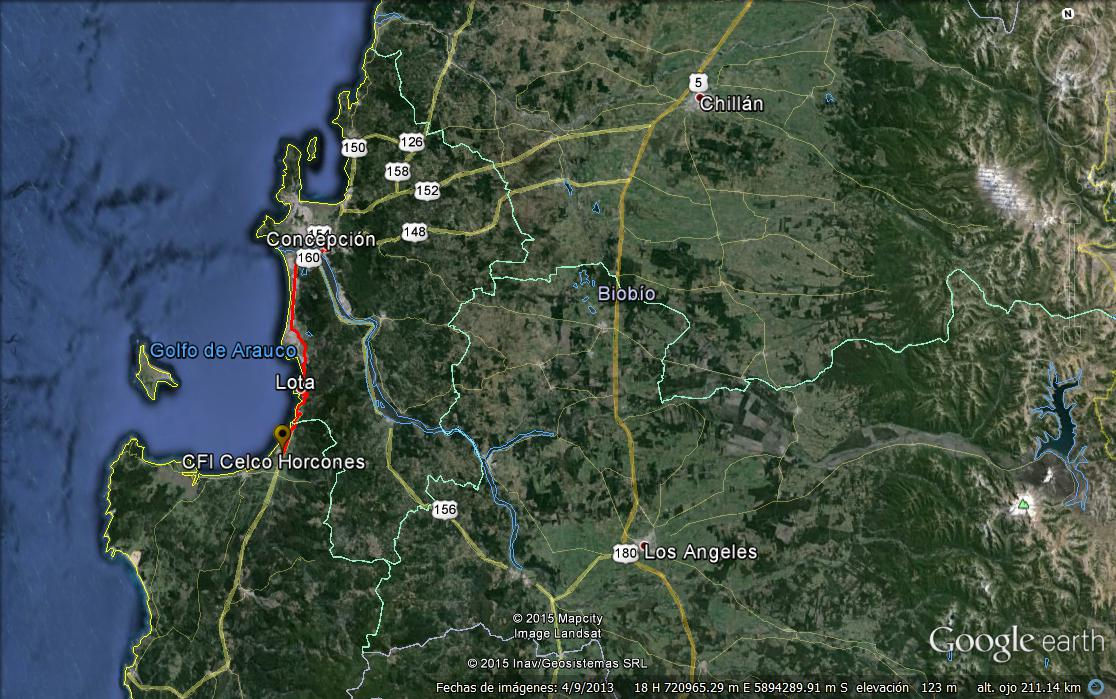 N
5
Chillán
150
126
158
152
148
Concepción
160
Biobío
Golfo de Arauco
Lota
CFI Celco Horcones
156
180
Los Angeles
© 2015 Mapcity
Image Landsat
© 2015 Inav/Geosistemas SRL
Google earth
Fechas de imágenes: 4/9/2013 18 H 720965.29 m E 5894289.91 m S elevación 123 m alt. ojo 211.14 km